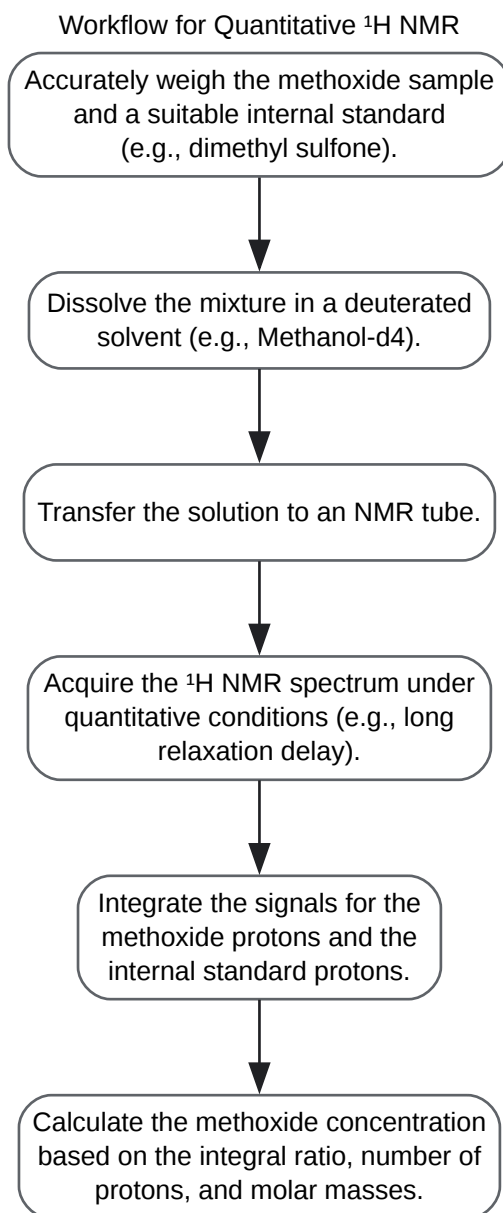 Workflow for Quantitative ¹H NMR
Accurately weigh the methoxide sample
and a suitable internal standard
(e.g., dimethyl sulfone).
Dissolve the mixture in a deuterated
solvent (e.g., Methanol-d4).
Transfer the solution to an NMR tube.
Acquire the ¹H NMR spectrum under
quantitative conditions (e.g., long
relaxation delay).
Integrate the signals for the
methoxide protons and the
internal standard protons.
Calculate the methoxide concentration
based on the integral ratio, number of
protons, and molar masses.